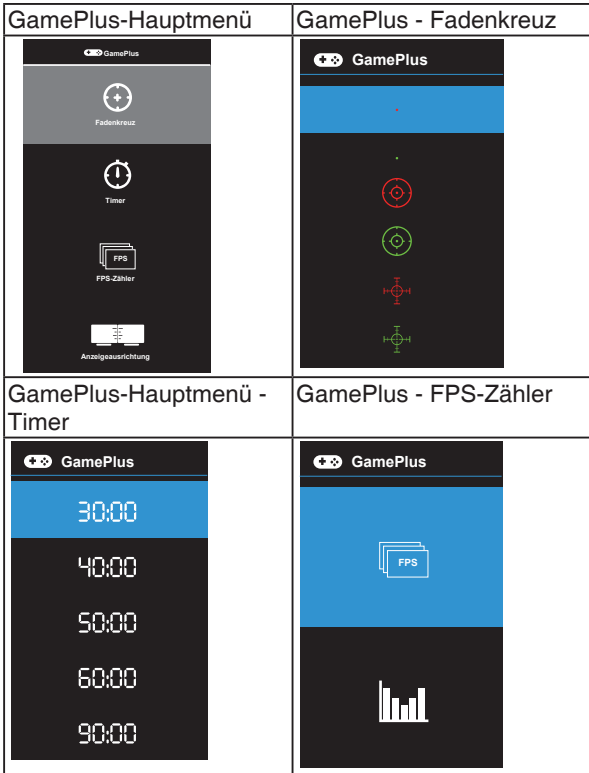 GamePlus-Hauptmenü
GamePlus - Fadenkreuz
GamePlus
Fadenkreuz
Timer
FPS
FPS-Zähler
Anzeigeausrichtung
GamePlus
GamePlus-Hauptmenü -
Timer
GamePlus - FPS-Zähler
GamePlus
30:00
40:00
50:00
60:00
90:00
GamePlus
FPS